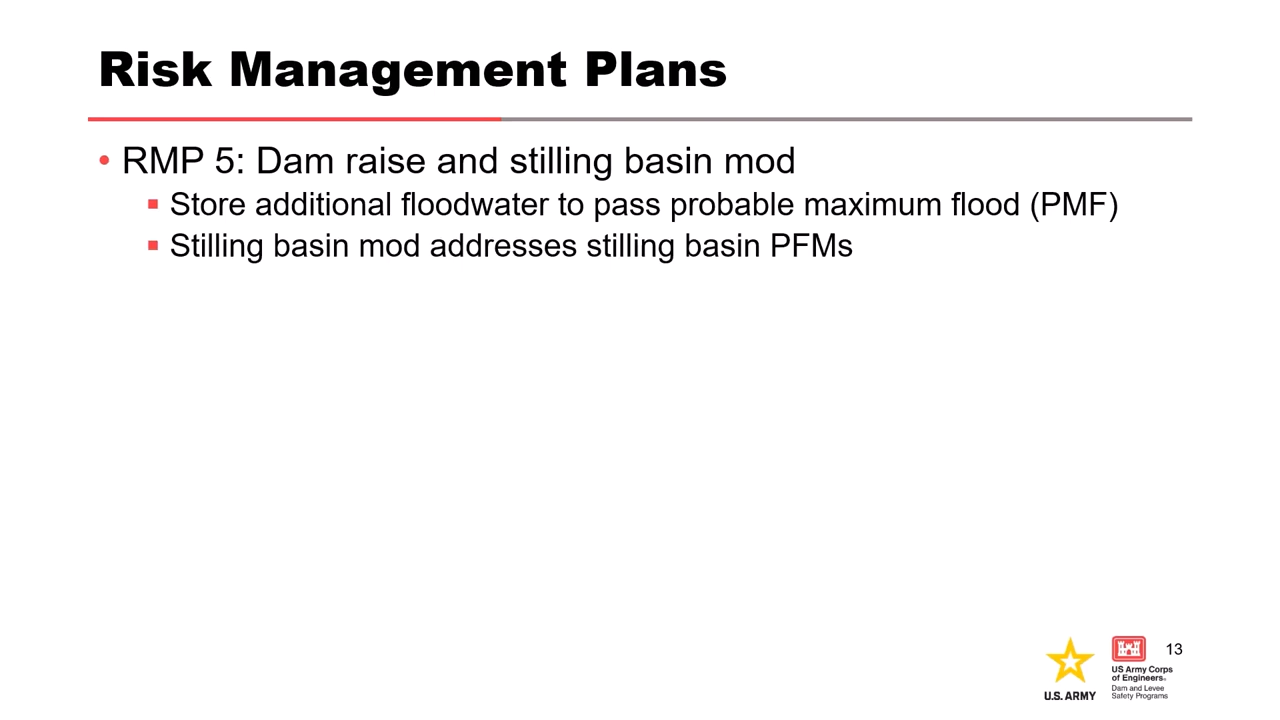 Risk Management Plans
• RMP 5: Dam raise and stilling basin mod
▪ Store additional floodwater to pass probable maximum flood (PMF)
▪ Stilling basin mod addresses stilling basin PFMs
13
U.S. ARMY
US Army Corps
of Engineers®
Dam and Levee
Safety Programs